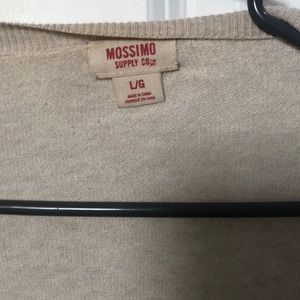 MOSSIMO
SUPPLY CO.
L/G
MADE IN CHINA
FABRIQUÉ EN CHINE